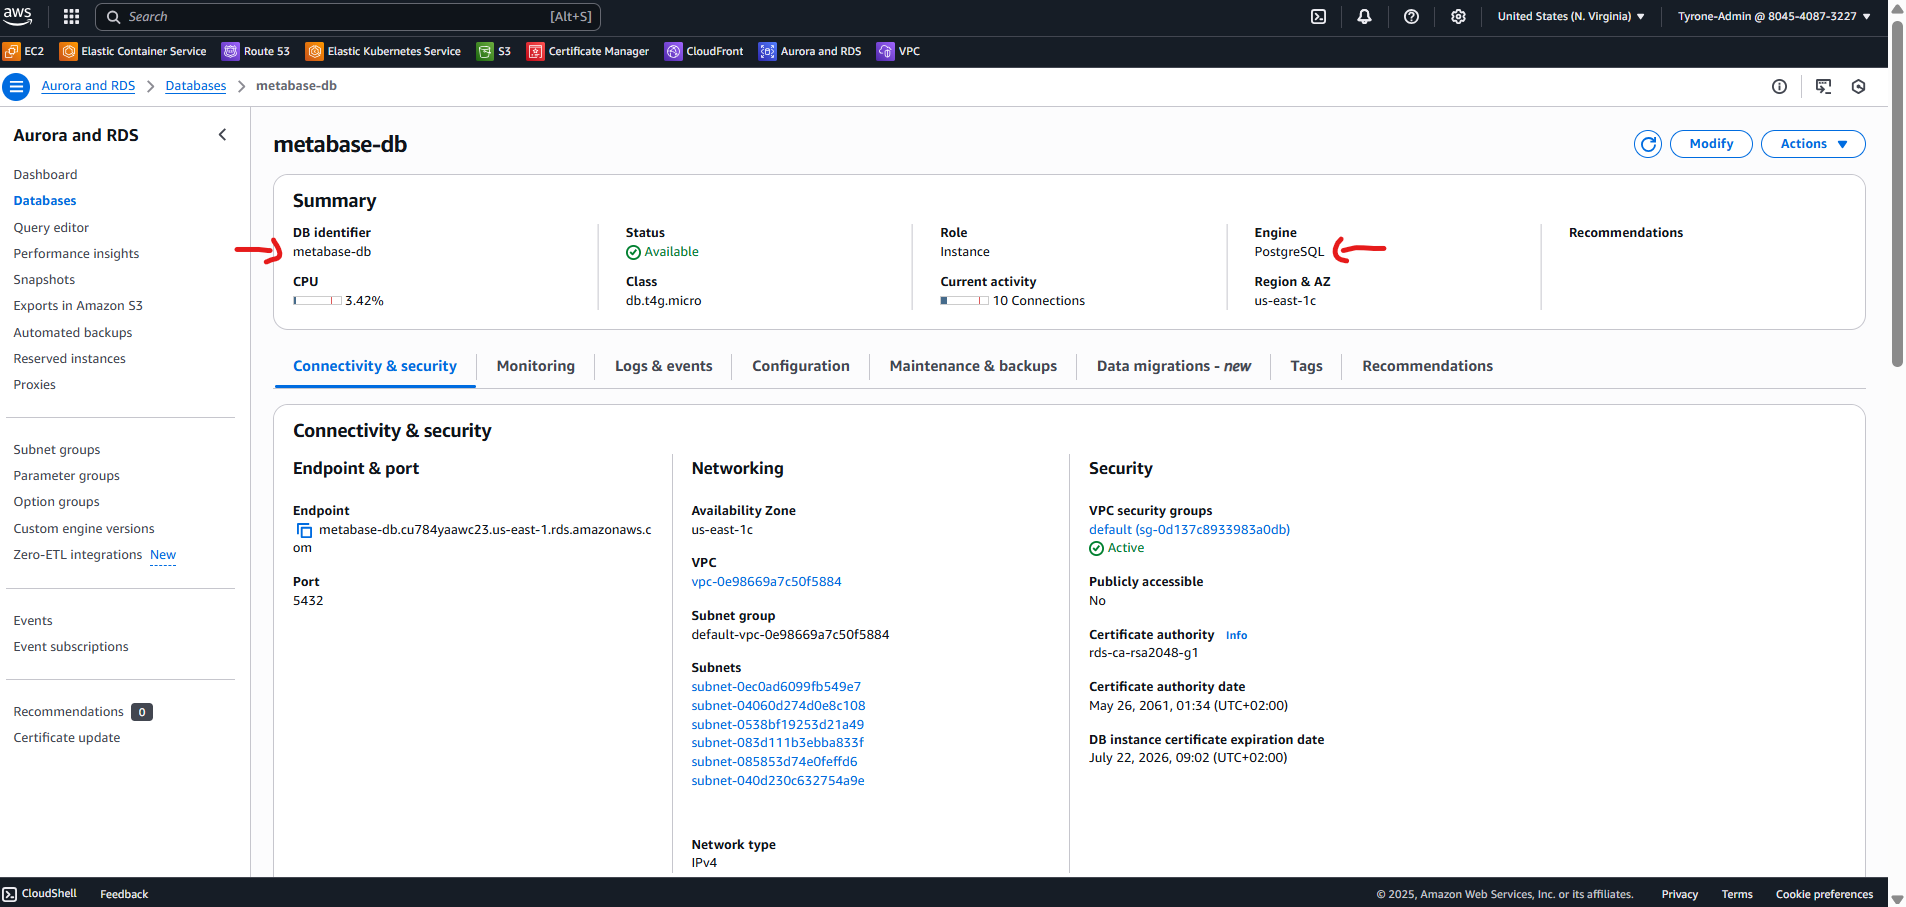 aws
Search
[Alt+S]
United States (N. Virginia)
Tyrone-Admin @ 8045-4087-3227
EC2
Elastic Container Service
Route 53
Elastic Kubernetes Service
S3
Certificate Manager
CloudFront
Aurora and RDS
VPC
Aurora and RDS
Databases
metabase-db
Aurora and RDS
Dashboard
Databases
Query editor
Performance insights
Snapshots
Exports in Amazon S3
Automated backups
Reserved instances
Proxies
Subnet groups
Parameter groups
Option groups
Custom engine versions
Zero-ETL integrations New
Events
Event subscriptions
Recommendations 0
Certificate update
metabase-db
Modify
Actions
Summary
DB identifier
metabase-db
CPU
3.42%
Status
Available
Class
db.t4g.micro
Role
Instance
Current activity
10 Connections
Engine
PostgreSQL
Region & AZ
us-east-1c
Recommendations
Connectivity & security
Monitoring
Logs & events
Configuration
Maintenance & backups
Data migrations - new
Tags
Recommendations
Connectivity & security
Endpoint & port
Endpoint
metabase-db.cu784yaawc23.us-east-1.rds.amazonaws.c
om
Port
5432
Networking
Availability Zone
us-east-1c
VPC
vpc-0e98669a7c50f5884
Subnet group
default-vpc-0e98669a7c50f5884
Subnets
subnet-0ec0ad6099fb549e7
subnet-04060d274d0e8c108
subnet-0538bf19253d21a49
subnet-083d111b3ebba833f
subnet-085853d74e0feffd6
subnet-040d230c632754a9e
Network type
IPv4
Security
VPC security groups
default (sg-0d137c8933983a0db)
Active
Publicly accessible
No
Certificate authority Info
rds-ca-rsa2048-g1
Certificate authority date
May 26, 2061, 01:34 (UTC+02:00)
DB instance certificate expiration date
July 22, 2026, 09:02 (UTC+02:00)
CloudShell
Feedback
© 2025, Amazon Web Services, Inc. or its affiliates.
Privacy
Terms
Cookie preferences